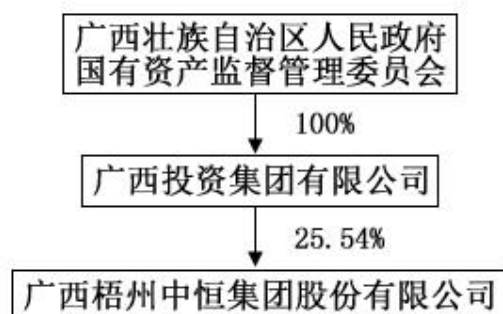 广西壮族自治区人民政府
国有资产监督管理委员会
100%
广西投资集团有限公司
25.54%
广西梧州中恒集团股份有限公司